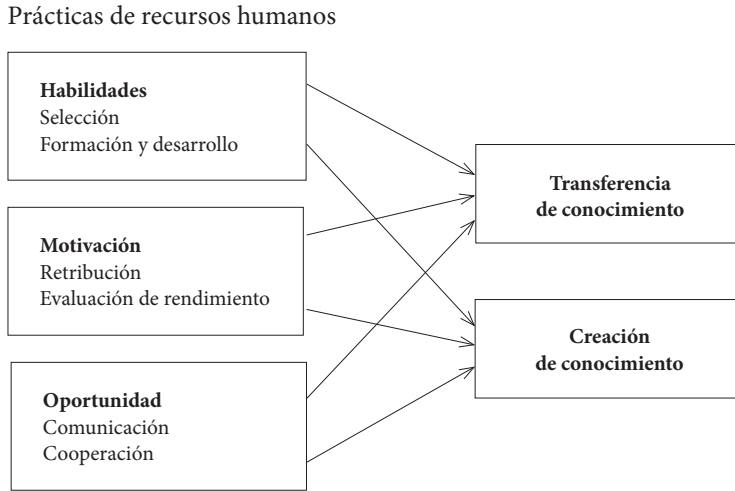 Prácticas de recursos humanos
Habilidades
Selección
Formación y desarrollo
Motivación
Retribución
Evaluación de rendimiento
Oportunidad
Comunicación
Cooperación
Transferencia
de conocimiento
Creación
de conocimiento